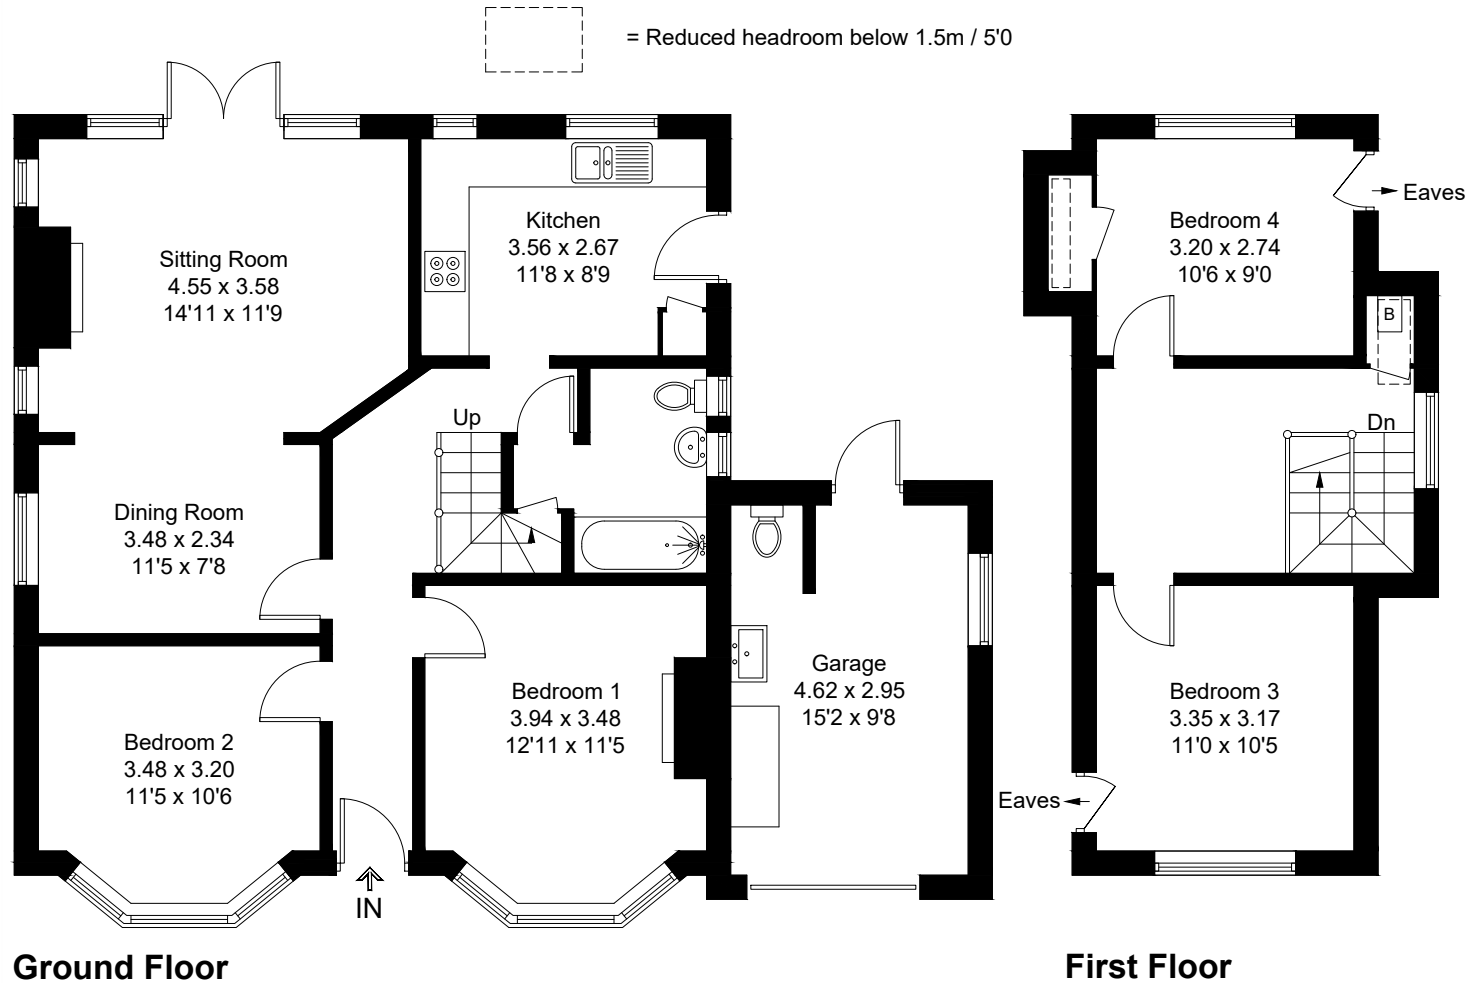 = Reduced headroom below 1.5m / 5'0
Sitting Room
4.55 x 3.58
14'11 x 11'9
Kitchen
3.56 x 2.67
11'8 x 8'9
Up
Dining Room
3.48 x 2.34
11'5 x 7'8
Bedroom 2
3.48 x 3.20
11'5 x 10'6
Bedroom 1
3.94 x 3.48
12'11 x 11'5
Garage
4.62 x 2.95
15'2 x 9'8
IN
Ground Floor
Eaves
Bedroom 4
3.20 x 2.74
10'6 x 9'0
B
Dn
Bedroom 3
3.35 x 3.17
11'0 x 10'5
Eaves
First Floor